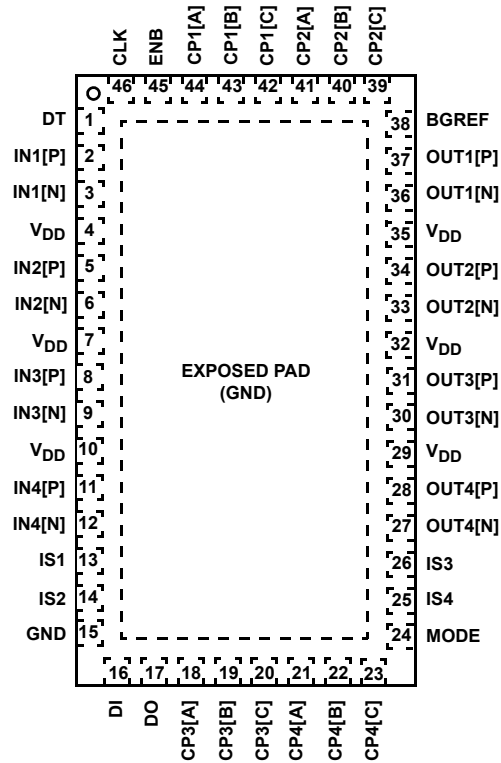 CLK ENB CP1[A] CP1[B] CP1[C] CP2[A] CP2[B] CP2[C]
46 45 44 43 42 41 40 39
DT 1 38 BGREF
IN1[P] 2 37 OUT1[P]
IN1[N] 3 36 OUT1[N]
VDD 4 35 VDD
IN2[P] 5 34 OUT2[P]
IN2[N] 6 33 OUT2[N]
VDD 7 32 VDD
IN3[P] 8 31 OUT3[P]
EXPOSED PAD
(GND)
IN3[N] 9 30 OUT3[N]
VDD 10 29 VDD
IN4[P] 11 28 OUT4[P]
IN4[N] 12 27 OUT4[N]
IS1 13 26 IS3
IS2 14 25 IS4
GND 15 24 MODE
16 17 18 19 20 21 22 23
DI DO CP3[A] CP3[B] CP3[C] CP4[A] CP4[B] CP4[C]